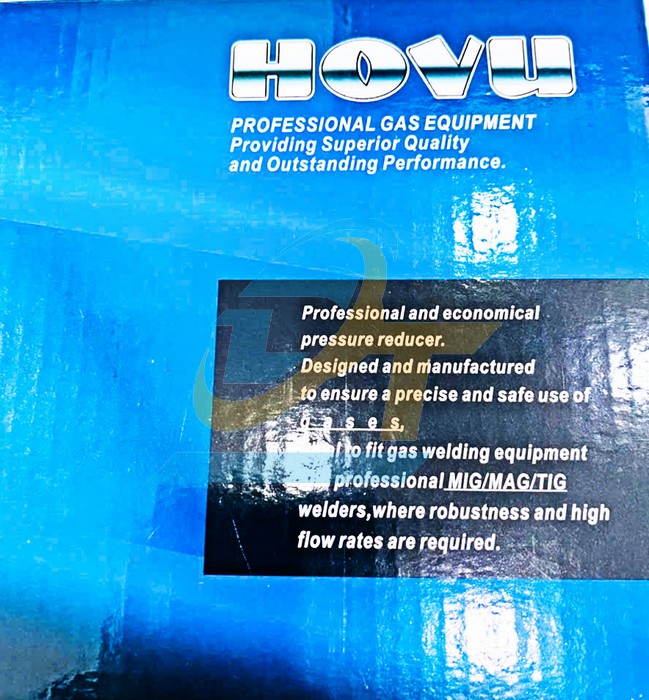 HOVU
PROFESSIONAL GAS EQUIPMENT
Providing Superior Quality
and Outstanding Performance.
DT
Professional and economical
pressure reducer.
Designed and manufactured
to ensure a precise and safe use of
g a s e s,
to fit gas welding equipment
professional MIG/MAG/TIG
welders,where robustness and high
flow rates are required.